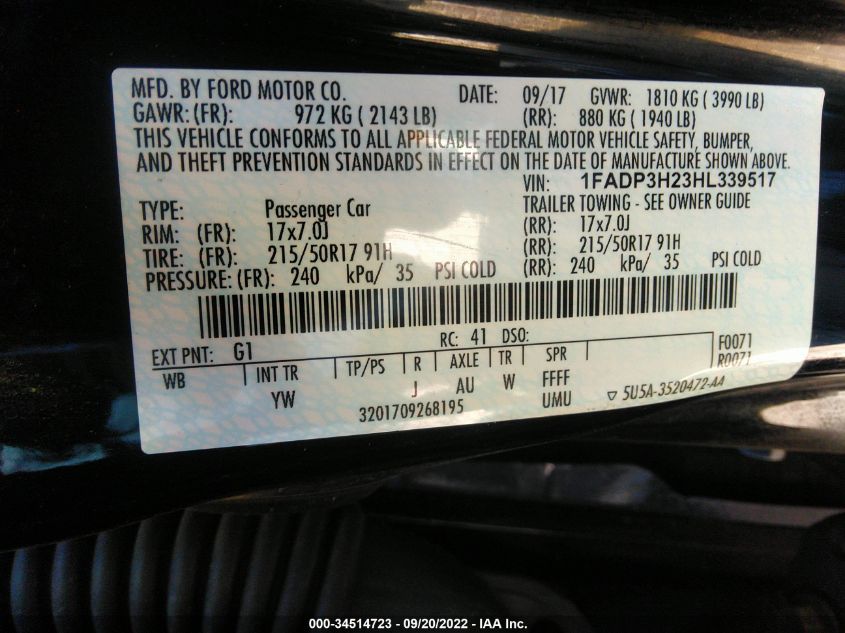 MFD. BY FORD MOTOR CO. DATE: 09/17 GVWR: 1810 KG ( 3990 LB)
GAWR: (FR): 972 KG ( 2143 LB) (RR): 880 KG ( 1940 LB)
THIS VEHICLE CONFORMS TO ALL APPLICABLE FEDERAL MOTOR VEHICLE SAFETY, BUMPER,
AND THEFT PREVENTION STANDARDS IN EFFECT ON THE DATE OF MANUFACTURE SHOWN ABOVE.
VIN: 1FADP3H23HL339517
TYPE: Passenger Car TRAILER TOWING - SEE OWNER GUIDE
RIM: (FR): 17x7.0J (RR): 17x7.0J
TIRE: (FR): 215/50R17 91H (RR): 215/50R17 91H
PRESSURE: (FR): 240 kPa/ 35 PSI COLD (RR): 240 kPa/ 35 PSI COLD
EXT PNT: G1 RC: 41 DSO: F0071
R0071
WB INT TR TP/PS R AXLE TR SPR
YW J AU W FFFF
3201709268195 UMU ▽ 5U5A-3520472-AA
000-34514723 - 09/20/2022 - IAA Inc.